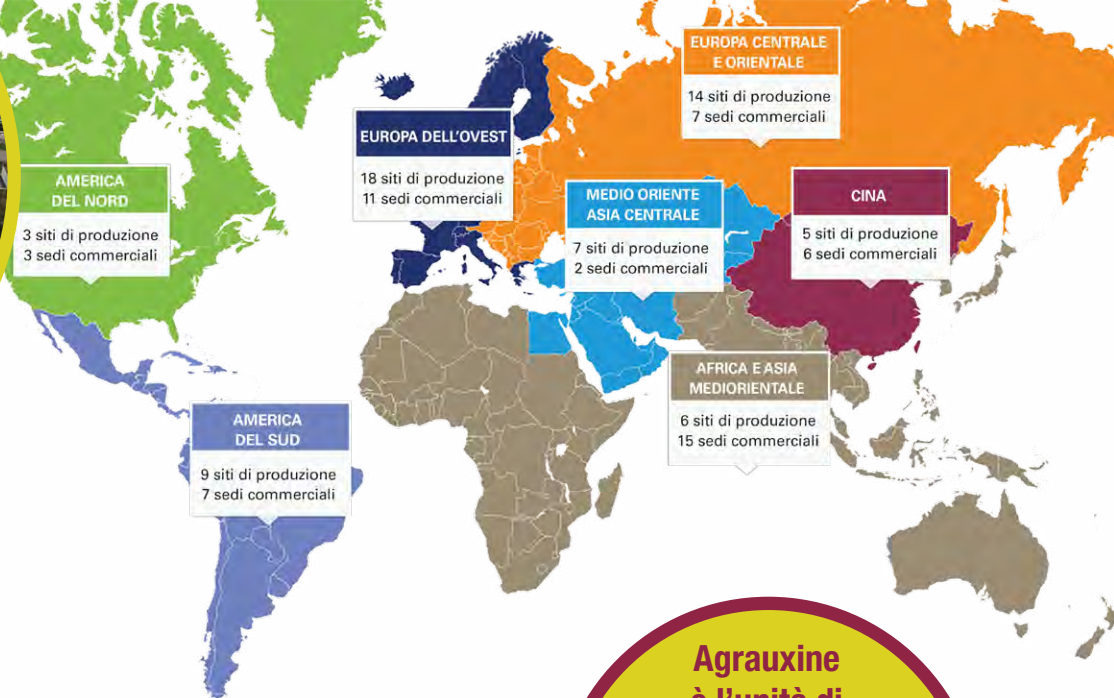 EUROPA CENTRALE
E ORIENTALE
14 siti di produzione
7 sedi commerciali
EUROPA DELL'OVEST
18 siti di produzione
11 sedi commerciali
AMERICA
DEL NORD
3 siti di produzione
3 sedi commerciali
MEDIO ORIENTE
ASIA CENTRALE
7 siti di produzione
2 sedi commerciali
CINA
5 siti di produzione
6 sedi commerciali
AFRICA E ASIA
MEDIORIENTALE
6 siti di produzione
15 sedi commerciali
AMERICA
DEL SUD
9 siti di produzione
7 sedi commerciali
Agrauxine
è l'unità di